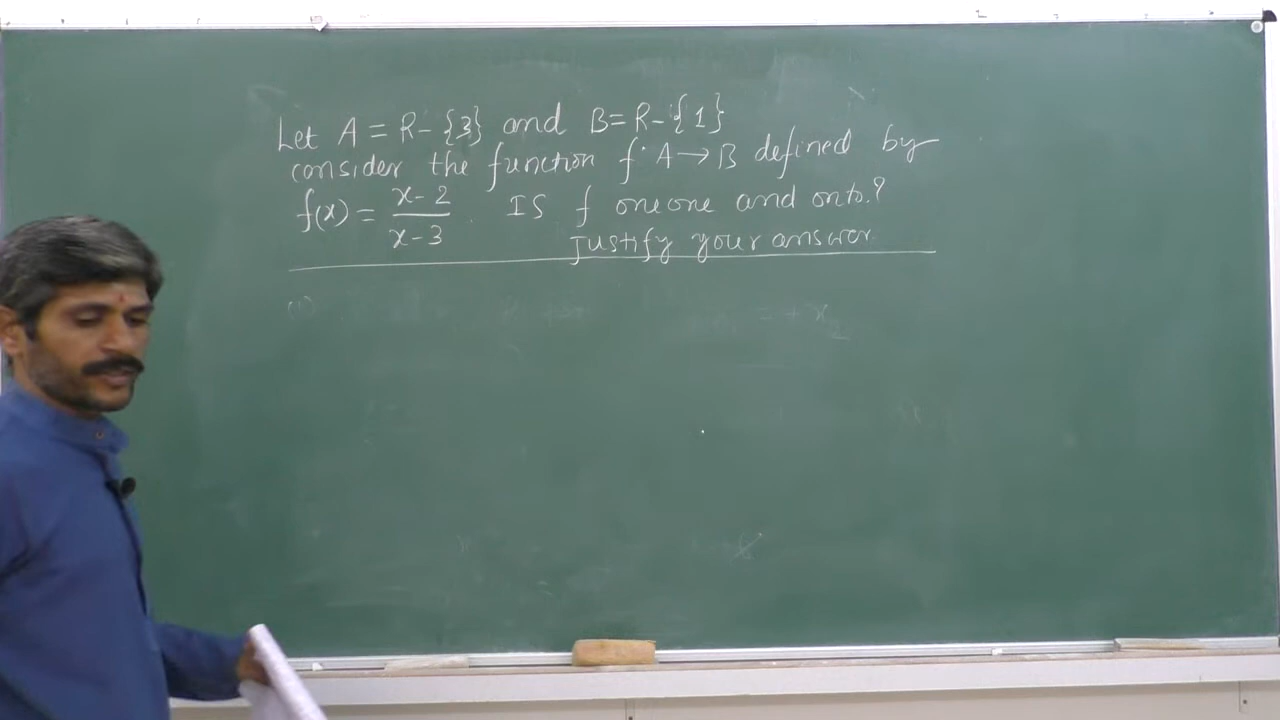 Let A = R - {3} and B = R - {1}
consider the function f: A → B defined by
f(x) = x-2 / x-3 . IS f oneone and onto.?
Justify your answer